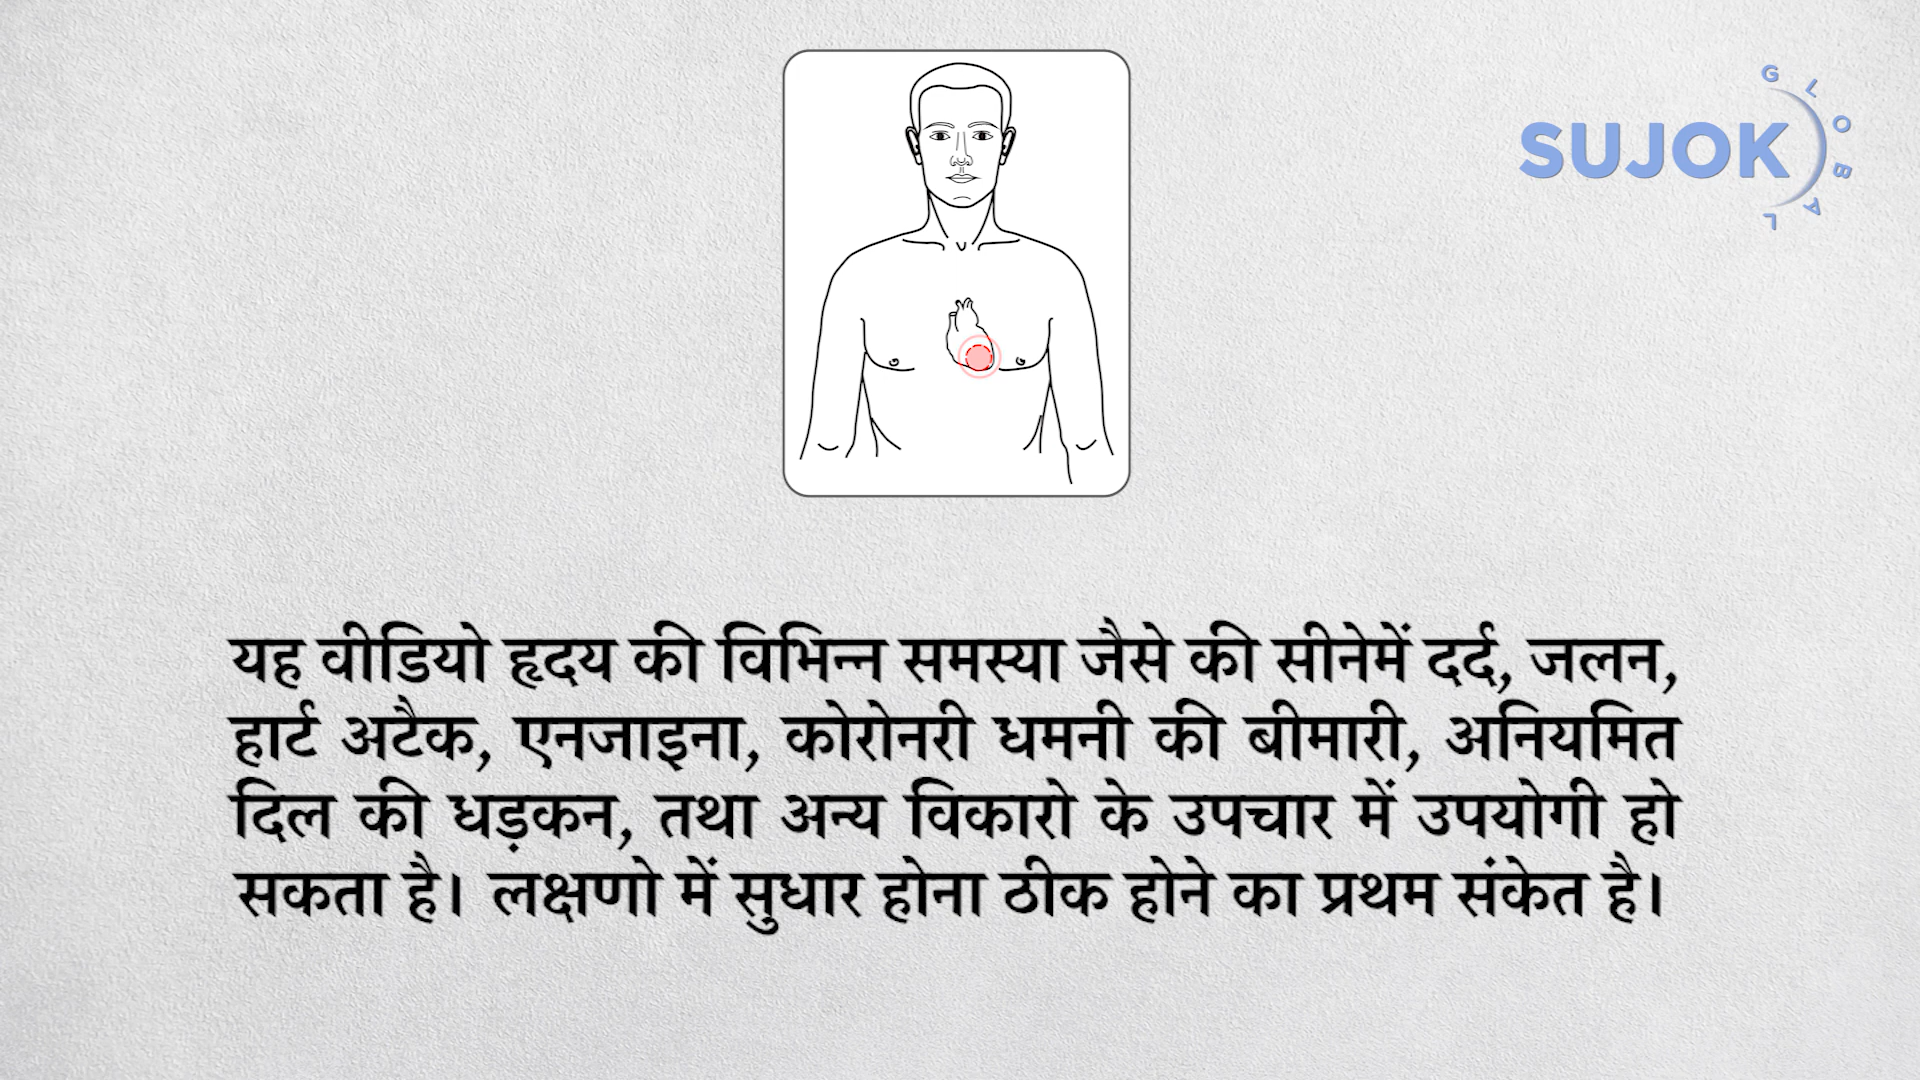 SUJOK GLOBAL
यह वीडियो हृदय की विभिन्न समस्या जैसे की सीनेमें दर्द, जलन,
हार्ट अटैक, एनजाइना, कोरोनरी धमनी की बीमारी, अनियमित
दिल की धड़कन, तथा अन्य विकारो के उपचार में उपयोगी हो
सकता है। लक्षणो में सुधार होना ठीक होने का प्रथम संकेत है।